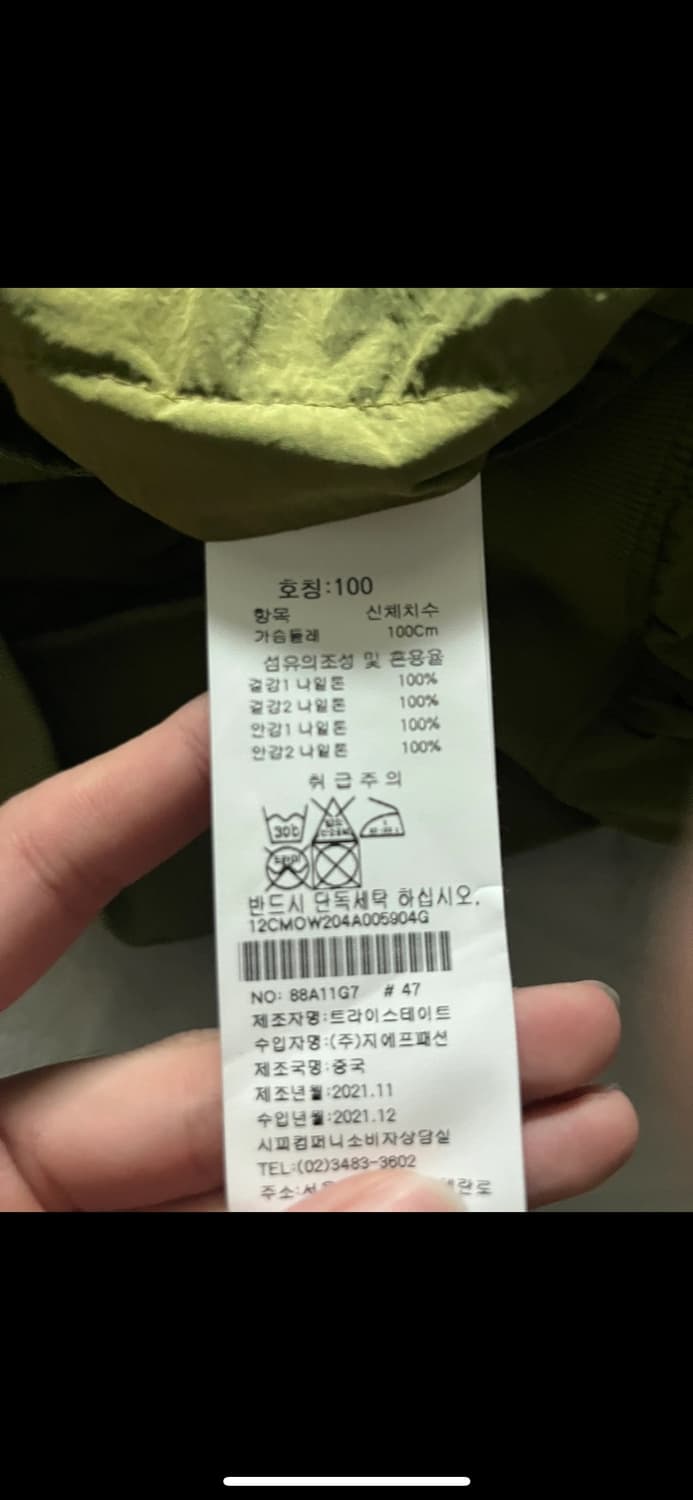 호칭:100
항목 신체치수
가슴둘레 100Cm
섬유의조성 및 혼용율
겉감1 나일론 100%
겉감2 나일론 100%
안감1 나일론 100%
안감2 나일론 100%
취급주의
30℃
반드시 단독세탁 하십시오.
12CMOW204A005904G
NO: 88A11G7 # 47
제조자명:트라이스테이트
수입자명:(주)지에프패션
제조국명:중국
제조년월:2021.11
수입년월:2021.12
시피컴퍼니소비자상담실
TEL:(02)3483-3602
주소: